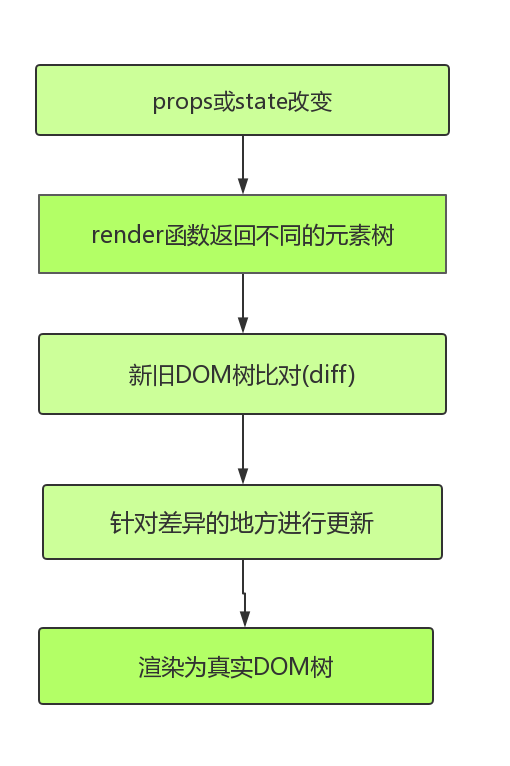 props或state改变
render函数返回不同的元素树
新旧DOM树比对(diff)
针对差异的地方进行更新
渲染为真实DOM树